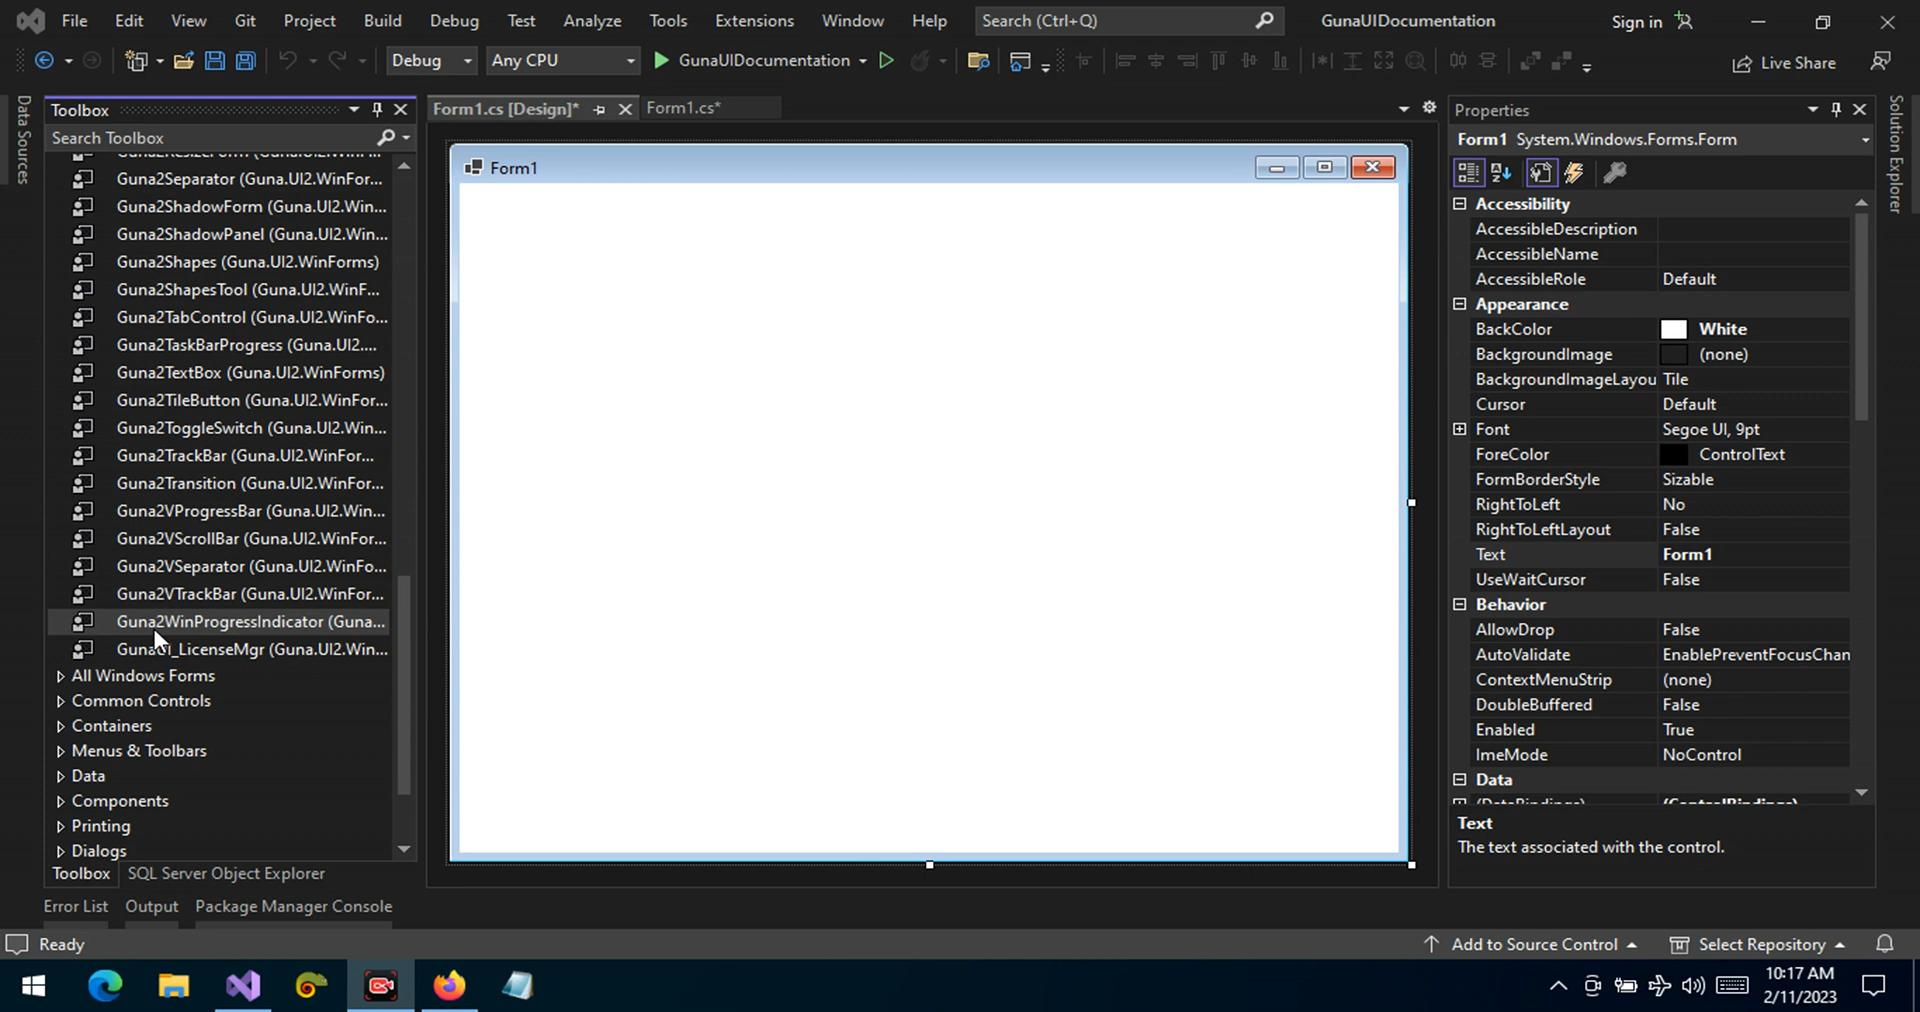 File Edit View Git Project Build Debug Test Analyze Tools Extensions Window Help Search (Ctrl+Q) GunaUIDocumentation Sign in
Debug Any CPU GunaUIDocumentation Live Share
Data Sources
Toolbox
Search Toolbox
Guna2Separator (Guna.UI2.WinFor...
Guna2ShadowForm (Guna.UI2.Win...
Guna2ShadowPanel (Guna.UI2.Win...
Guna2Shapes (Guna.UI2.WinForms)
Guna2ShapesTool (Guna.UI2.WinF...
Guna2TabControl (Guna.UI2.WinFo...
Guna2TaskBarProgress (Guna.UI2....
Guna2TextBox (Guna.UI2.WinForms)
Guna2TileButton (Guna.UI2.WinFor...
Guna2ToggleSwitch (Guna.UI2.Win...
Guna2TrackBar (Guna.UI2.WinFor...
Guna2Transition (Guna.UI2.WinFor...
Guna2VProgressBar (Guna.UI2.Win...
Guna2VScrollBar (Guna.UI2.WinFor...
Guna2VSeparator (Guna.UI2.WinFo...
Guna2VTrackBar (Guna.UI2.WinFor...
Guna2WinProgressIndicator (Guna...
(Guna.UI2.Win...
All Windows Forms
Common Controls
Containers
Menus & Toolbars
Data
Components
Printing
Dialogs
Toolbox SQL Server Object Explorer
Form1.cs [Design]* Form1.cs*
Form1
Properties
Form1 System.Windows.Forms.Form
Accessibility
AccessibleDescription
AccessibleName
AccessibleRole Default
Appearance
BackColor White
BackgroundImage (none)
BackgroundImageLayou Tile
Cursor Default
Font Segoe UI, 9pt
ForeColor ControlText
FormBorderStyle Sizable
RightToLeft No
RightToLeftLayout False
Text Form1
UseWaitCursor False
Behavior
AllowDrop False
AutoValidate EnablePreventFocusChan
ContextMenuStrip (none)
DoubleBuffered False
Enabled True
ImeMode NoControl
Data
Text
The text associated with the control.
Solution Explorer
Error List Output Package Manager Console
Ready Add to Source Control Select Repository
10:17 AM
2/11/2023